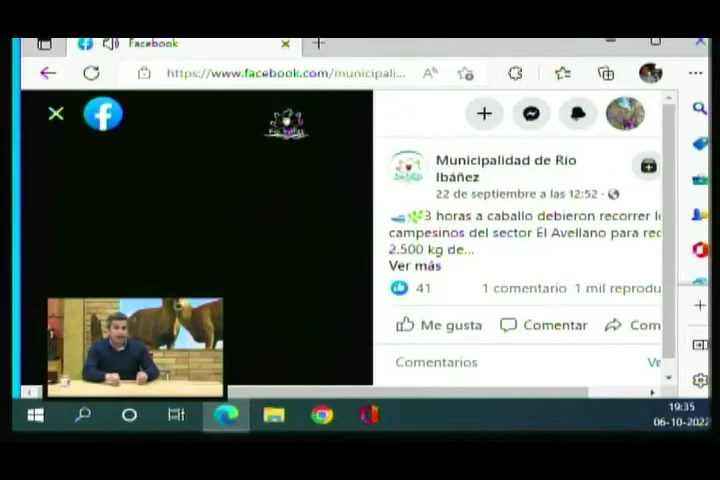 Facebook
https://www.facebook.com/municipali...
Municipalidad de Río
Ibáñez
22 de septiembre a las 12:52 ·
3 horas a caballo debieron recorrer l
campesinos del sector El Avellano para rec
2.500 kg de...
Ver más
41
1 comentario 1 mil reprodu
Me gusta Comentar Com
Comentarios Ve
19:35
06-10-2022